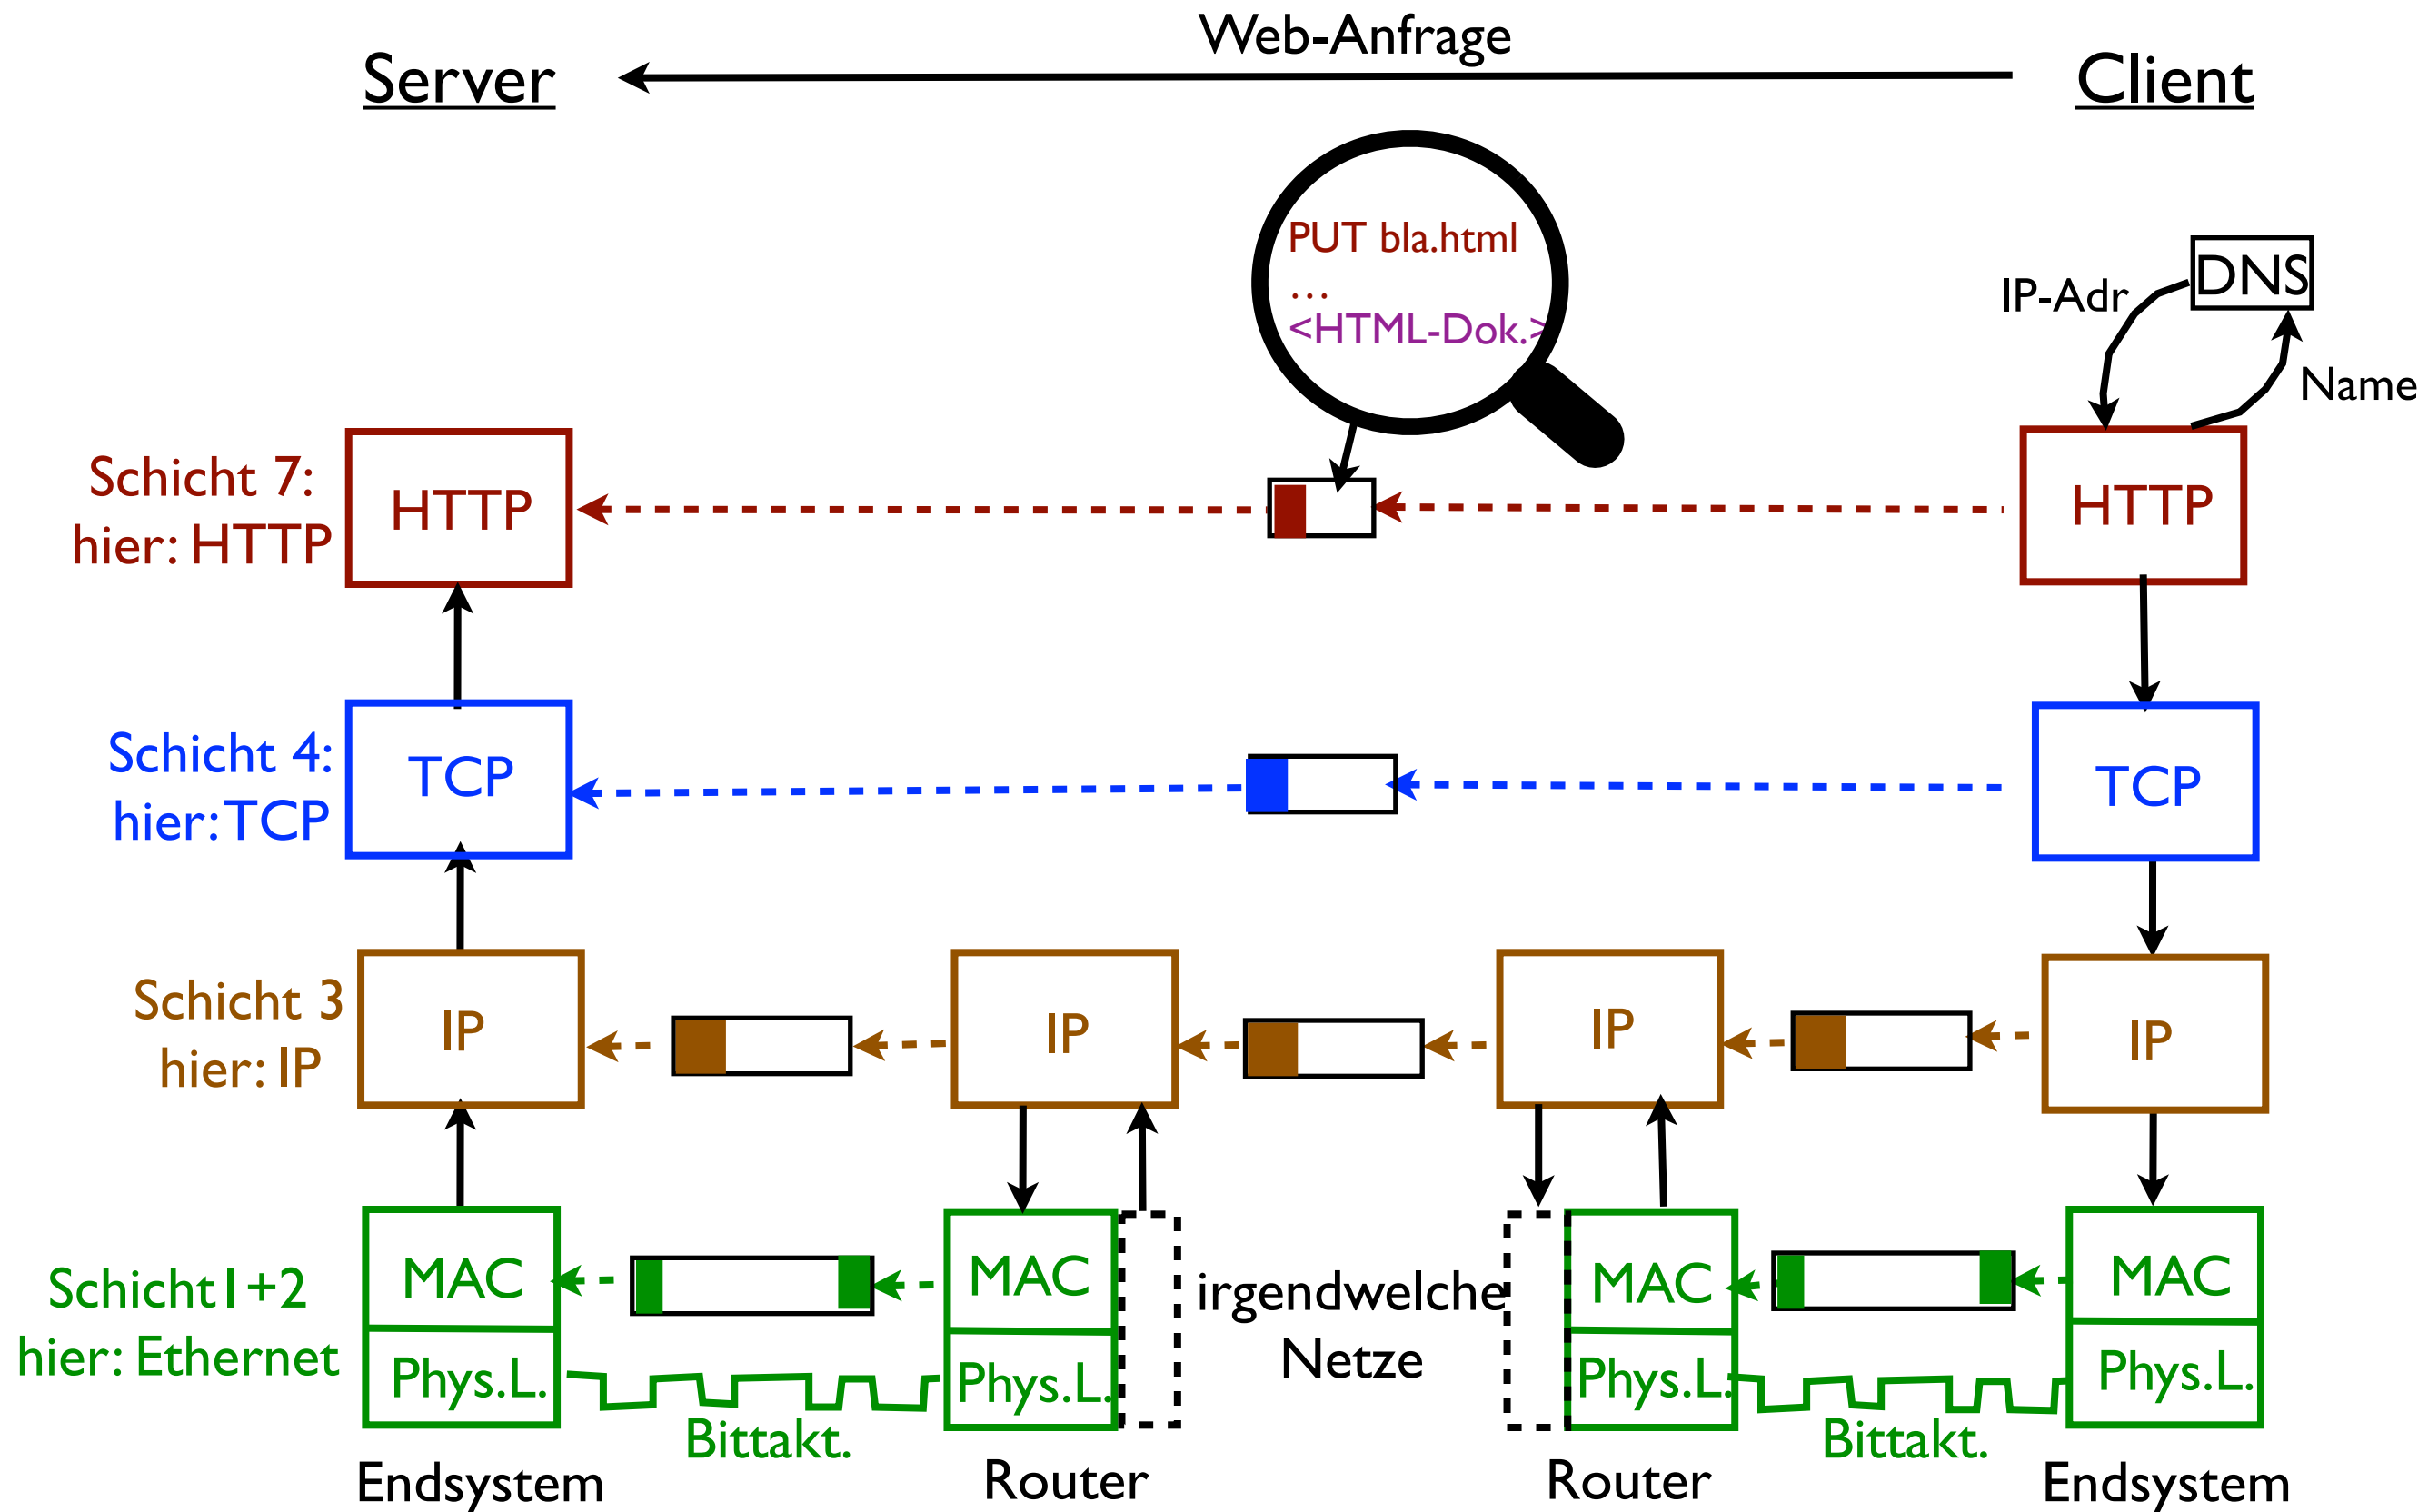 Web-Anfrage
Server
Client
PUT bla.html
...
<HTML-Dok.>
DNS
IP-Adr
Name
Schicht 7:
hier: HTTP
HTTP
HTTP
Schicht 4:
hier: TCP
TCP
TCP
Schicht 3
hier: IP
IP
IP
IP
IP
Schicht1+2
hier: Ethernet
MAC
MAC
irgendwelche
Netze
MAC
MAC
Phys.L.
Phys.L.
Phys.L.
Phys.L.
Bittakt.
Bittakt.
Endsystem
Router
Router
Endsystem